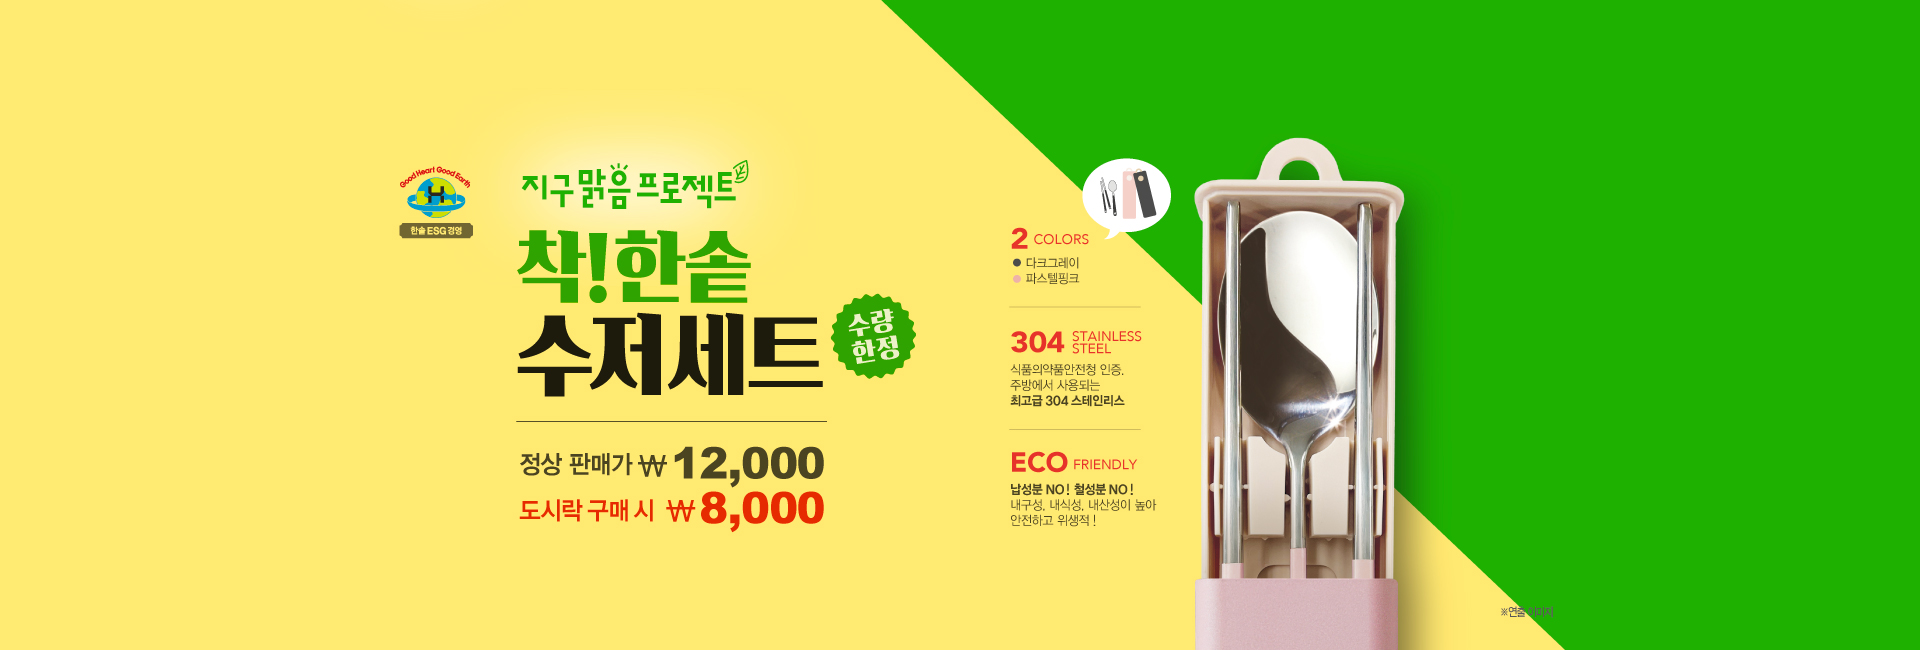 Good Heart Good Earth
한솥 ESG 경영
지구 맑음 프로젝트
착!한솥
수저세트
수량
한정
정상 판매가 ₩ 12,000
도시락 구매 시 ₩ 8,000
2 COLORS
다크그레이
파스텔핑크
304 STAINLESS
STEEL
식품의약품안전청 인증.
주방에서 사용되는
최고급 304 스테인리스
ECO FRIENDLY
납성분 NO! 철성분 NO!
내구성, 내식성, 내산성이 높아
안전하고 위생적!
※연출 이미지